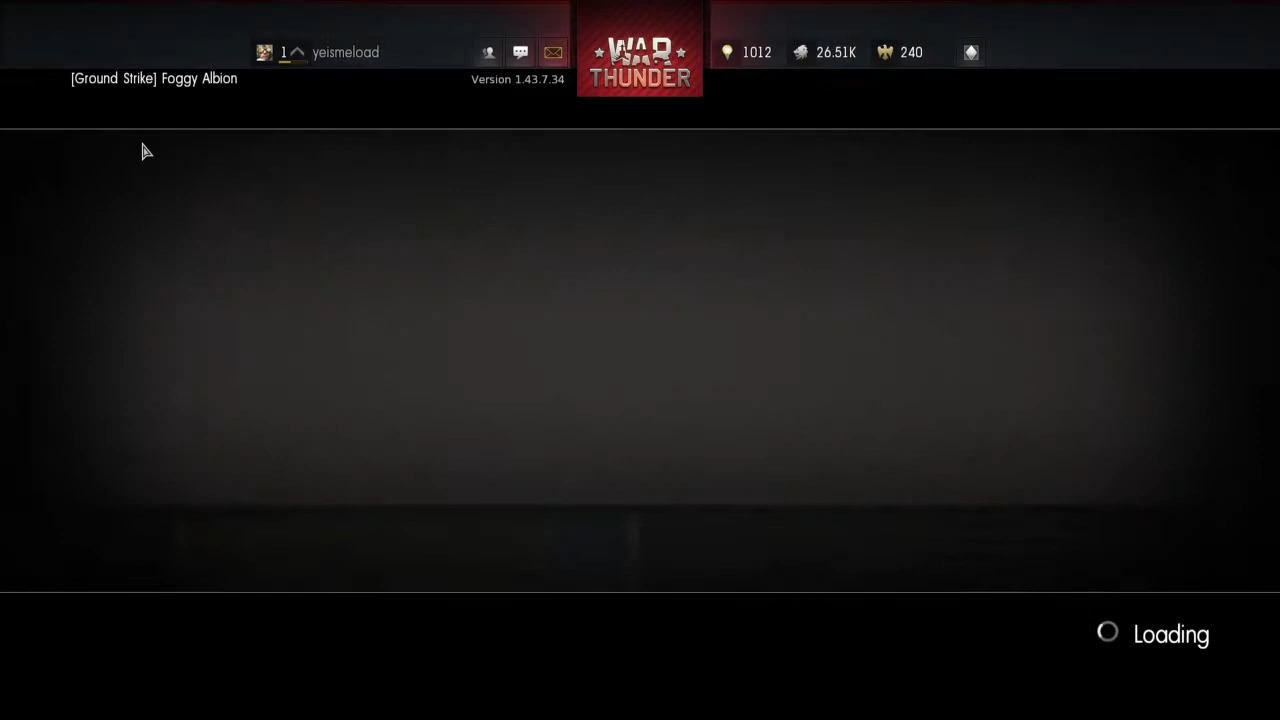 1 yeismeload
WAR
THUNDER
1012
26.51K
240
[Ground Strike] Foggy Albion
Version 1.43.7.34
Loading